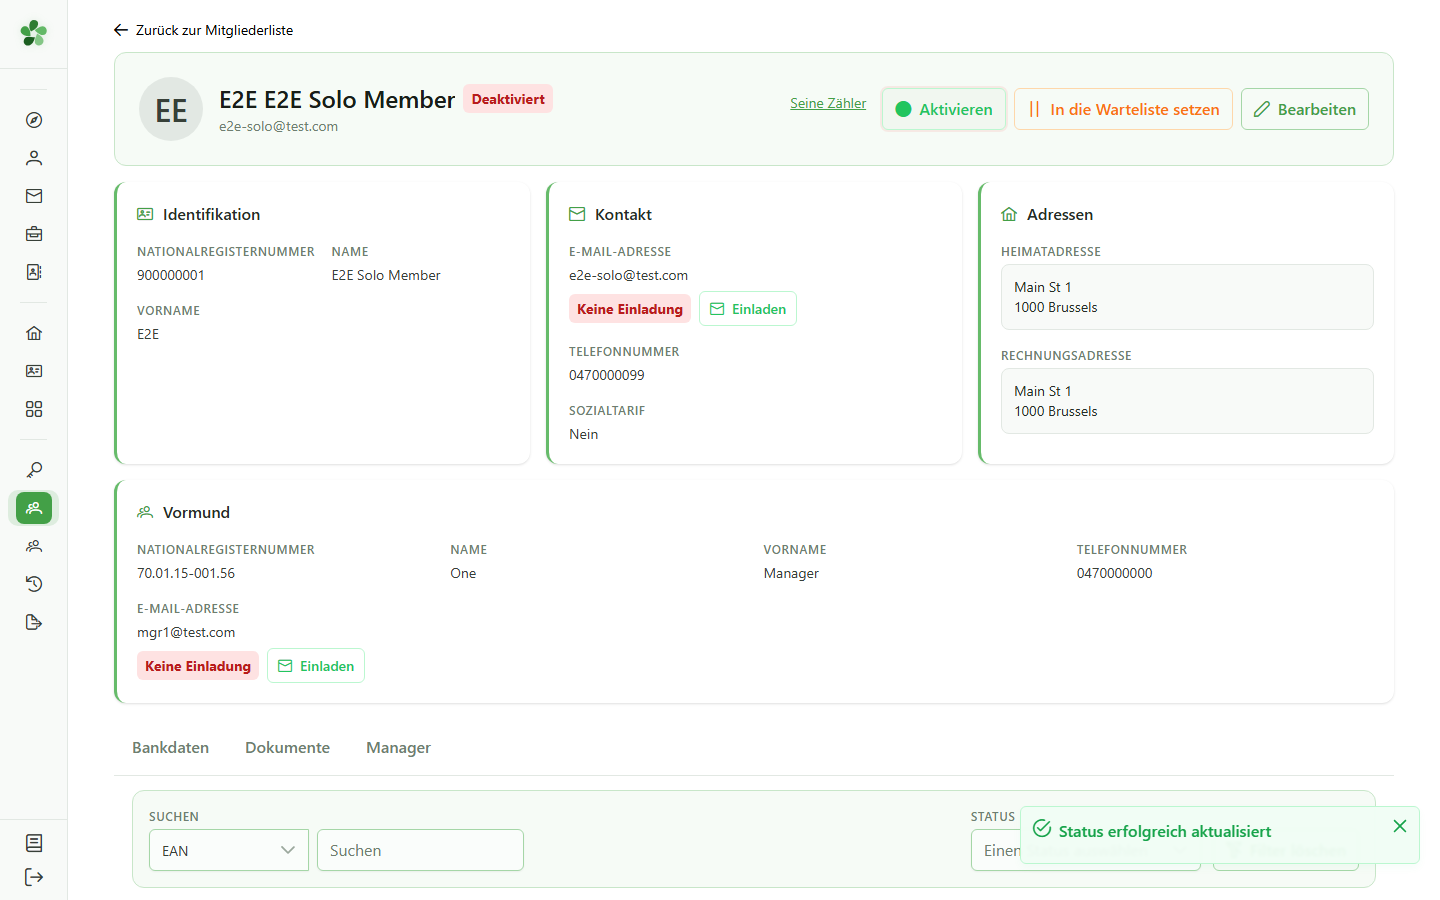 Zurück zur Mitgliederliste
EE
E2E E2E Solo Member
Deaktiviert
e2e-solo@test.com
Seine Zähler
Aktivieren
In die Warteliste setzen
Bearbeiten
Identifikation
NATIONALREGISTERNUMMER
NAME
900000001
E2E Solo Member
VORNAME
E2E
Kontakt
E-MAIL-ADRESSE
e2e-solo@test.com
Keine Einladung
Einladen
TELEFONNUMMER
0470000099
SOZIALTARIF
Nein
Adressen
HEIMATADRESSE
Main St 1
1000 Brussels
RECHNUNGSADRESSE
Main St 1
1000 Brussels
Vormund
NATIONALREGISTERNUMMER
NAME
VORNAME
TELEFONNUMMER
70.01.15-001.56
One
Manager
0470000000
E-MAIL-ADRESSE
mgr1@test.com
Keine Einladung
Einladen
Bankdaten
Dokumente
Manager
SUCHEN
STATUS
EAN
Suchen
Einen
Status erfolgreich aktualisiert